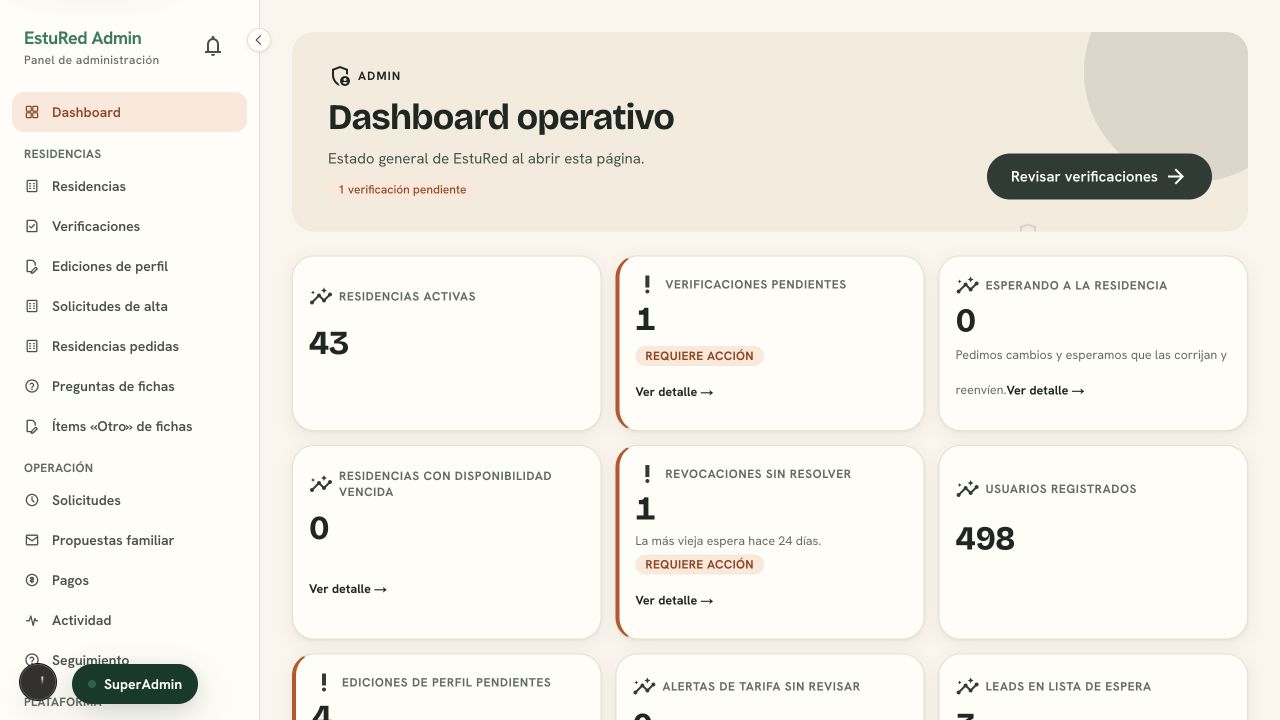 EstuRed Admin
Panel de administración
Dashboard
RESIDENCIAS
Residencias
Verificaciones
Ediciones de perfil
Solicitudes de alta
Residencias pedidas
Preguntas de fichas
Ítems «Otro» de fichas
OPERACIÓN
Solicitudes
Propuestas familiar
Pagos
Actividad
Seguimiento
SuperAdmin
PLATAFORMA
ADMIN
Dashboard operativo
Estado general de EstuRed al abrir esta página.
1 verificación pendiente
Revisar verificaciones →
RESIDENCIAS ACTIVAS
43
VERIFICACIONES PENDIENTES
1
REQUIERE ACCIÓN
Ver detalle →
ESPERANDO A LA RESIDENCIA
0
Pedimos cambios y esperamos que las corrijan y
reenvíen.Ver detalle →
RESIDENCIAS CON DISPONIBILIDAD
VENCIDA
0
Ver detalle →
REVOCACIONES SIN RESOLVER
1
La más vieja espera hace 24 días.
REQUIERE ACCIÓN
Ver detalle →
USUARIOS REGISTRADOS
498
EDICIONES DE PERFIL PENDIENTES
4
ALERTAS DE TARIFA SIN REVISAR
LEADS EN LISTA DE ESPERA